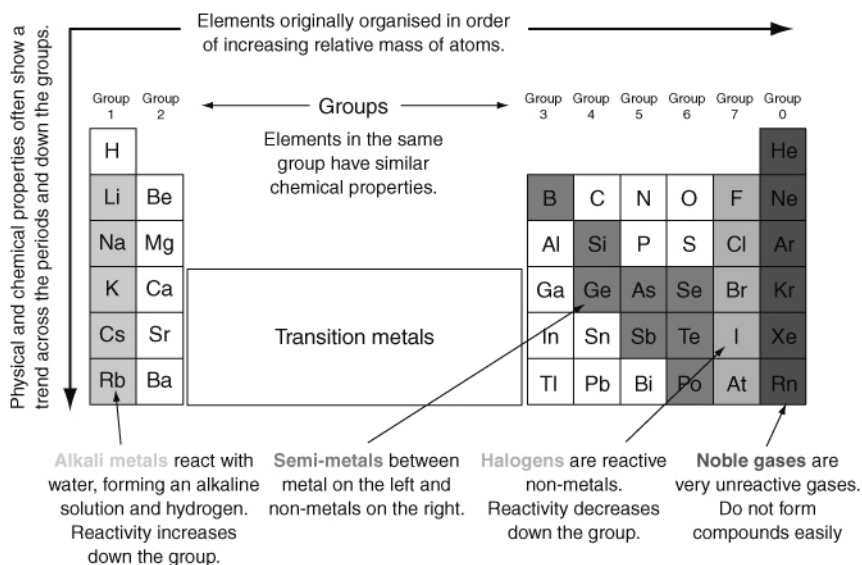 Elements originally organised in order
of increasing relative mass of atoms.
Physical and chemical properties often show a
trend across the periods and down the groups.
Group
1
Group
2
Groups
Elements in the same
group have similar
chemical properties.
Group
3
Group
4
Group
5
Group
6
Group
7
Group
0
H
He
Li
Be
B
C
N
O
F
Ne
Na
Mg
Al
Si
P
S
Cl
Ar
K
Ca
Transition metals
Ga
Ge
As
Se
Br
Kr
Cs
Sr
In
Sn
Sb
Te
I
Xe
Rb
Ba
Tl
Pb
Bi
Po
At
Rn
Alkali metals react with
water, forming an alkaline
solution and hydrogen.
Reactivity increases
down the group.
Semi-metals between
metal on the left and
non-metals on the right.
Halogens are reactive
non-metals.
Reactivity decreases
down the group.
Noble gases are
very unreactive gases.
Do not form
compounds easily